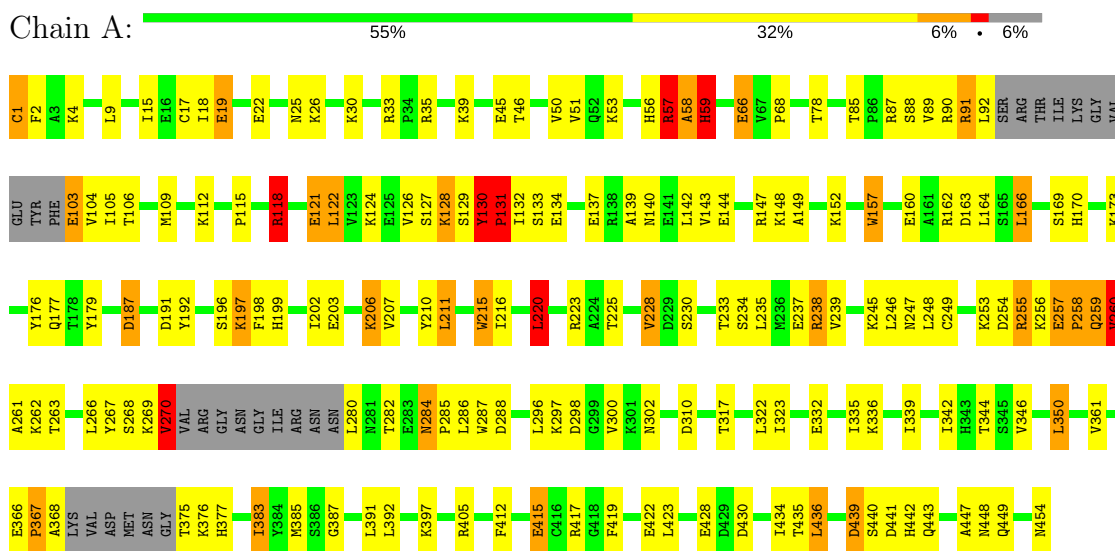 Chain A:
55% 32% 6% • 6%
C1 F2 A3 K4 L9 I15 E16 C17 I18 E19 E22 N25 K26 K30 R33 P34 R35 K39 E45 T46 V50 V51 Q52 K53 H56 R57 A58 H59 E66 V67 P68 T78 T85 P86 R87 S88 V89 R90 R91 L92 SER ARG THR ILE LYS GLY VAL
GLU TYR PHE E103 V104 I105 T106 M109 K112 P115 R118 E121 L122 V123 K124 E125 V126 S127 K128 S129 Y130 P131 I132 S133 E134 E137 R138 A139 N140 E141 L142 V143 E144 R147 K148 A149 K152 W157 E160 A161 R162 D163 L164 S165 L166 S169 H170 K173
Y176 Q177 T178 Y179 D187 D191 Y192 S196 K197 F198 H199 I202 E203 K206 V207 Y210 L211 W215 I216 L220 R223 A224 T225 V228 D229 S230 T233 S234 L235 M236 E237 R238 V239 K245 L246 N247 L248 C249 K253 D254 R255 K256 E257 P258 Q259 V260
A261 K262 T263 L266 Y267 S268 K269 V270 VAL ARG GLY ASN GLY ILE ARG ASN ASN L280 N281 T282 E283 N284 P285 L286 W287 D288 L296 K297 D298 G299 V300 K301 N302 D310 T317 L322 I323 E332 I335 K336 I339 I342 H343 T344 S345 V346 L350 V361
E366 P367 A368 LYS VAL ASP MET ASN GLY T375 K376 H377 I383 Y384 M385 S386 G387 L391 L392 K397 R405 F412 E415 C416 R417 G418 F419 E422 L423 E428 D429 D430 I434 T435 L436 D439 S440 D441 H442 Q443 A447 N448 Q449 N454